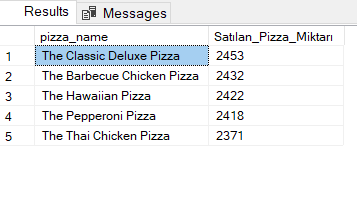 Results Messages
pizza_name Satılan_Pizza_Miktarı
1 The Classic Deluxe Pizza 2453
2 The Barbecue Chicken Pizza 2432
3 The Hawaiian Pizza 2422
4 The Pepperoni Pizza 2418
5 The Thai Chicken Pizza 2371